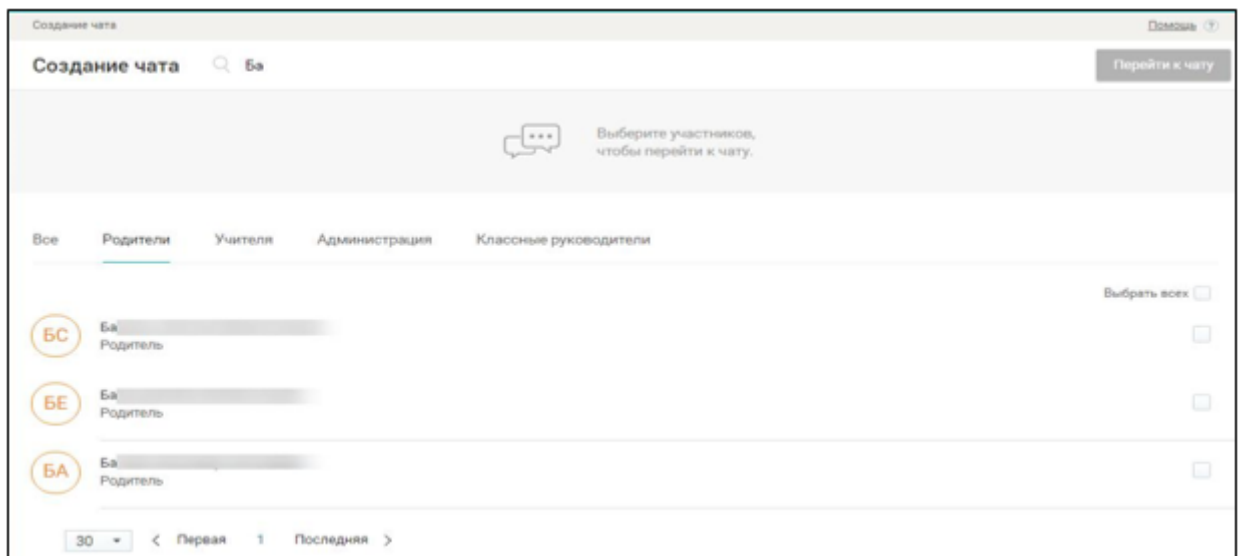 Создание чата Помощь ?
Создание чата Ба Перейти к чату
Выберите участников,
чтобы перейти к чату.
Все Родители Учителя Администрация Классные руководители
Выбрать всех
БС Ба
Родитель
БЕ Ба
Родитель
БА Ба
Родитель
30 < Первая 1 Последняя >